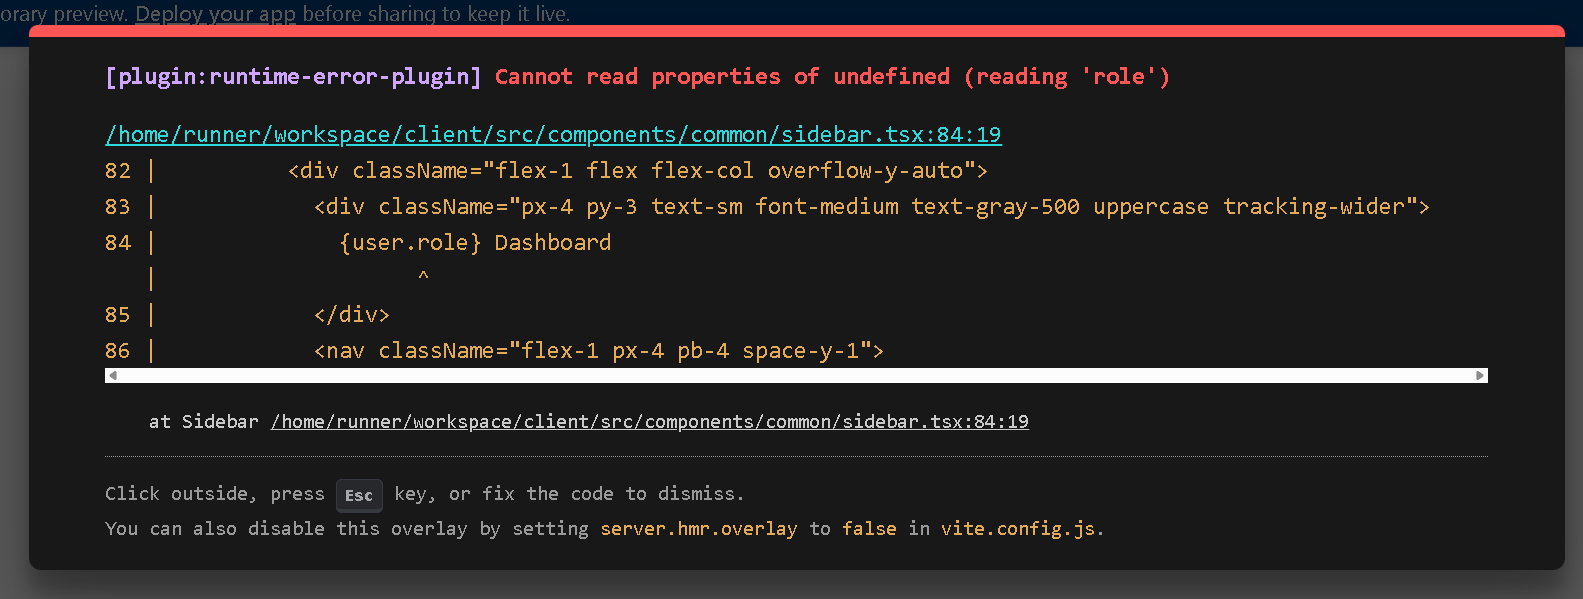 orary preview. Deploy your app before sharing to keep it live.
[plugin:runtime-error-plugin] Cannot read properties of undefined (reading 'role')
/home/runner/workspace/client/src/components/common/sidebar.tsx:84:19
82 |          <div className="flex-1 flex flex-col overflow-y-auto">
83 |            <div className="px-4 py-3 text-sm font-medium text-gray-500 uppercase tracking-wider">
84 |              {user.role} Dashboard
   |                    ^
85 |            </div>
86 |            <nav className="flex-1 px-4 pb-4 space-y-1">
at Sidebar /home/runner/workspace/client/src/components/common/sidebar.tsx:84:19
Click outside, press Esc key, or fix the code to dismiss.
You can also disable this overlay by setting server.hmr.overlay to false in vite.config.js.